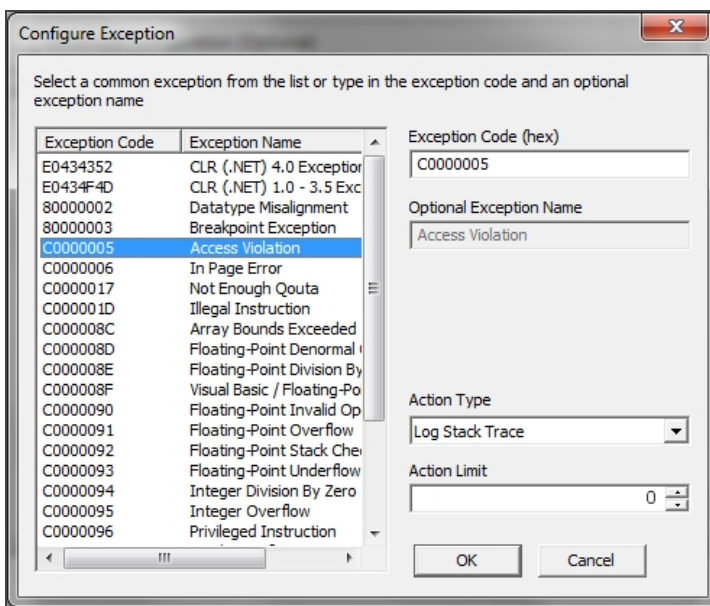 Configure Exception
Select a common exception from the list or type in the exception code and an optional
exception name
Exception Code Exception Name
E0434352 CLR (.NET) 4.0 Exception
E0434F4D CLR (.NET) 1.0 - 3.5 Exc
80000002 Datatype Misalignment
80000003 Breakpoint Exception
C0000005 Access Violation
C0000006 In Page Error
C0000017 Not Enough Qouta
C000001D Illegal Instruction
C000008C Array Bounds Exceeded
C000008D Floating-Point Denormal
C000008E Floating-Point Division By
C000008F Visual Basic / Floating-Po
C0000090 Floating-Point Invalid Op
C0000091 Floating-Point Overflow
C0000092 Floating-Point Stack Che
C0000093 Floating-Point Underflow
C0000094 Integer Division By Zero
C0000095 Integer Overflow
C0000096 Privileged Instruction
Exception Code (hex)
C0000005
Optional Exception Name
Access Violation
Action Type
Log Stack Trace
Action Limit
0
OK Cancel